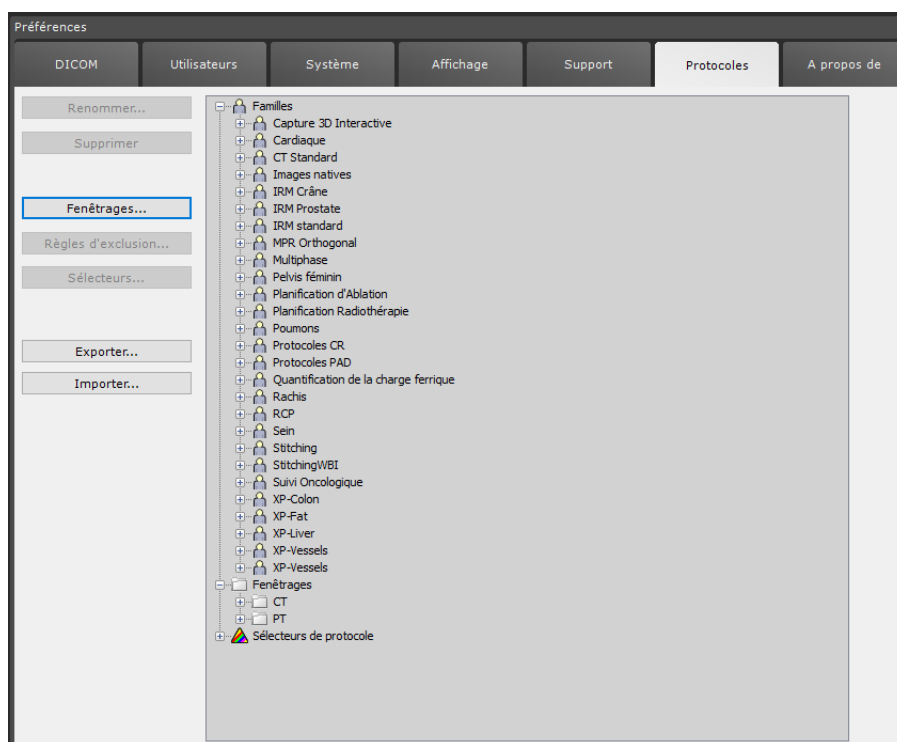 Préférences
DICOM
Utilisateurs
Système
Affichage
Support
Protocoles
A propos de
Renommer...
Supprimer
Fenêtrages...
Règles d'exclusion...
Sélecteurs...
Exporter...
Importer...
Familles
Capture 3D Interactive
Cardiaque
CT Standard
Images natives
IRM Crâne
IRM Prostate
IRM standard
MPR Orthogonal
Multiphase
Pelvis féminin
Planification d'Ablation
Planification Radiothérapie
Poumons
Protocoles CR
Protocoles PAD
Quantification de la charge ferrique
Rachis
RCP
Sein
Stitching
StitchingWBI
Suivi Oncologique
XP-Colon
XP-Fat
XP-Liver
XP-Vessels
XP-Vessels
Fenêtrages
CT
PT
Sélecteurs de protocole